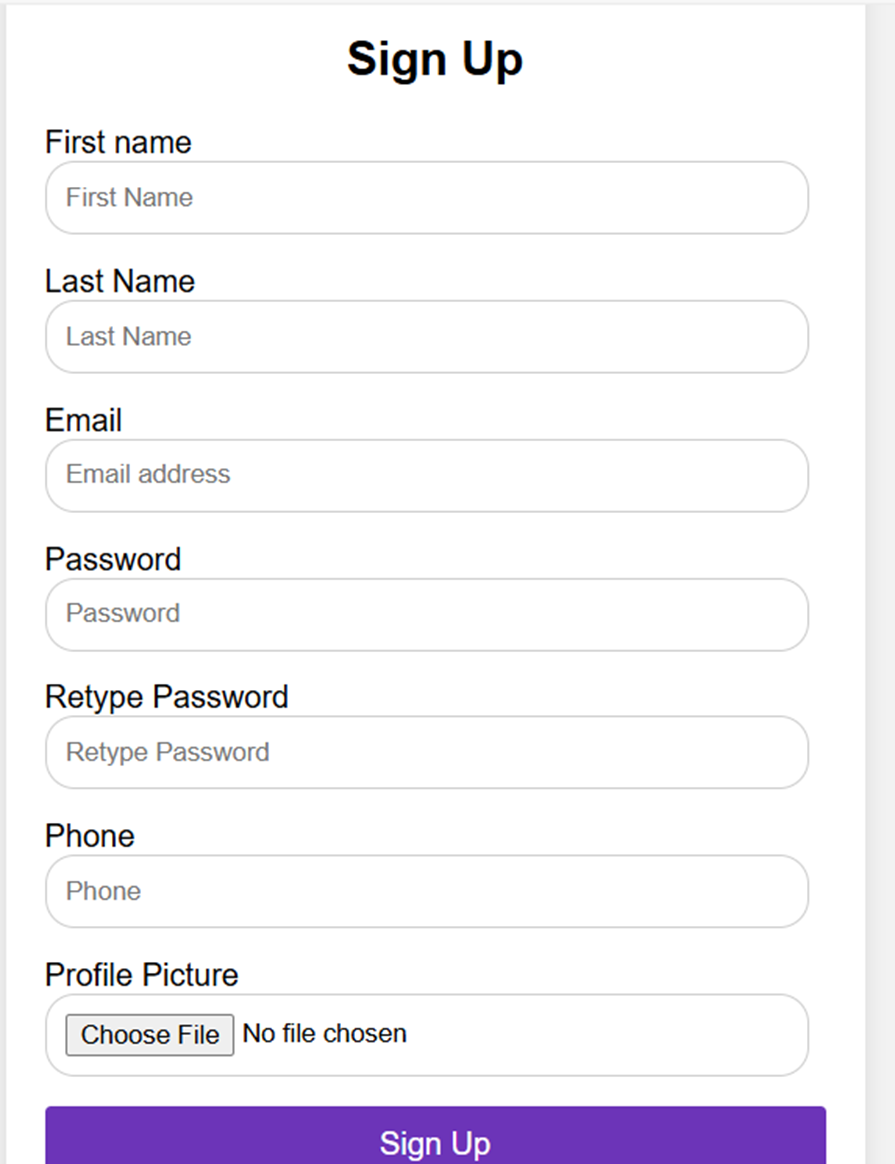 Sign Up
First name
First Name
Last Name
Last Name
Email
Email address
Password
Password
Retype Password
Retype Password
Phone
Phone
Profile Picture
Choose File No file chosen
Sign Up